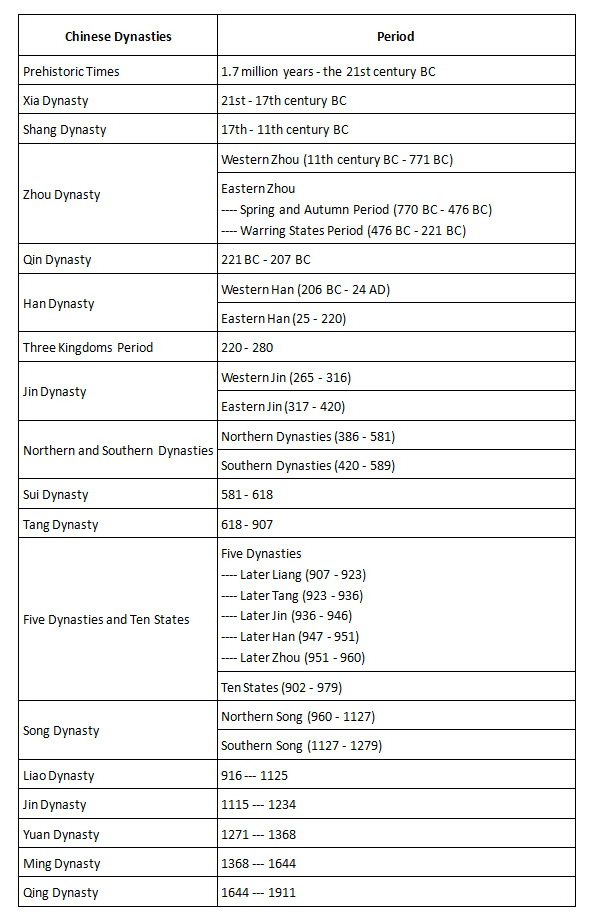 Chinese Dynasties Period
Prehistoric Times 1.7 million years - the 21st century BC
Xia Dynasty 21st - 17th century BC
Shang Dynasty 17th - 11th century BC
Zhou Dynasty
Western Zhou (11th century BC - 771 BC)
Eastern Zhou
---- Spring and Autumn Period (770 BC - 476 BC)
---- Warring States Period (476 BC - 221 BC)
Qin Dynasty 221 BC - 207 BC
Han Dynasty
Western Han (206 BC - 24 AD)
Eastern Han (25 - 220)
Three Kingdoms Period 220 - 280
Jin Dynasty
Western Jin (265 - 316)
Eastern Jin (317 - 420)
Northern and Southern Dynasties
Northern Dynasties (386 - 581)
Southern Dynasties (420 - 589)
Sui Dynasty 581 - 618
Tang Dynasty 618 - 907
Five Dynasties and Ten States
Five Dynasties
---- Later Liang (907 - 923)
---- Later Tang (923 - 936)
---- Later Jin (936 - 946)
---- Later Han (947 - 951)
---- Later Zhou (951 - 960)
Ten States (902 - 979)
Song Dynasty
Northern Song (960 - 1127)
Southern Song (1127 - 1279)
Liao Dynasty 916 --- 1125
Jin Dynasty 1115 --- 1234
Yuan Dynasty 1271 --- 1368
Ming Dynasty 1368 --- 1644
Qing Dynasty 1644 --- 1911